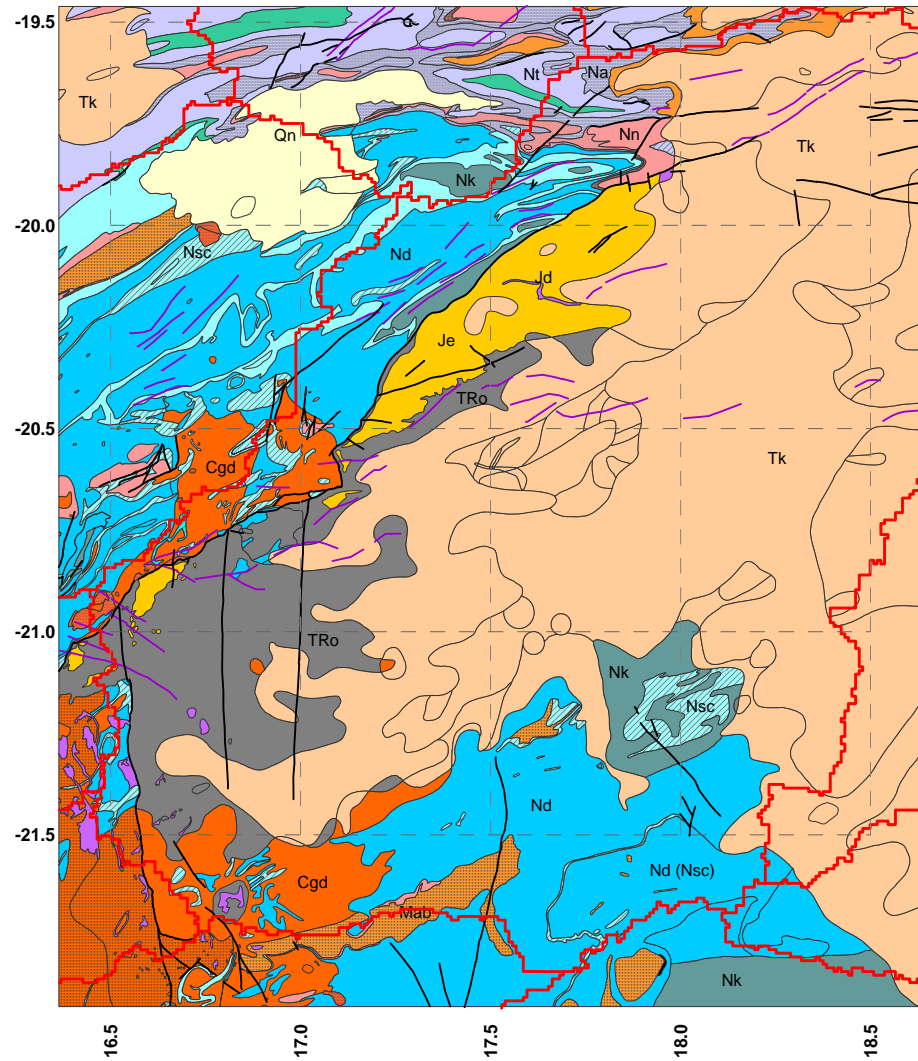 -19.5
Nt
Na
Tk
Qn
Nn
Tk
Nk
-20.0
Nsc
Nd
Jd
Je
TRo
-20.5
Cgd
Tk
-21.0
TRo
Nk
Nsc
-21.5
Nd
Cgd
Nd (Nsc)
Mab
Nk
16.5
17.0
17.5
18.0
18.5